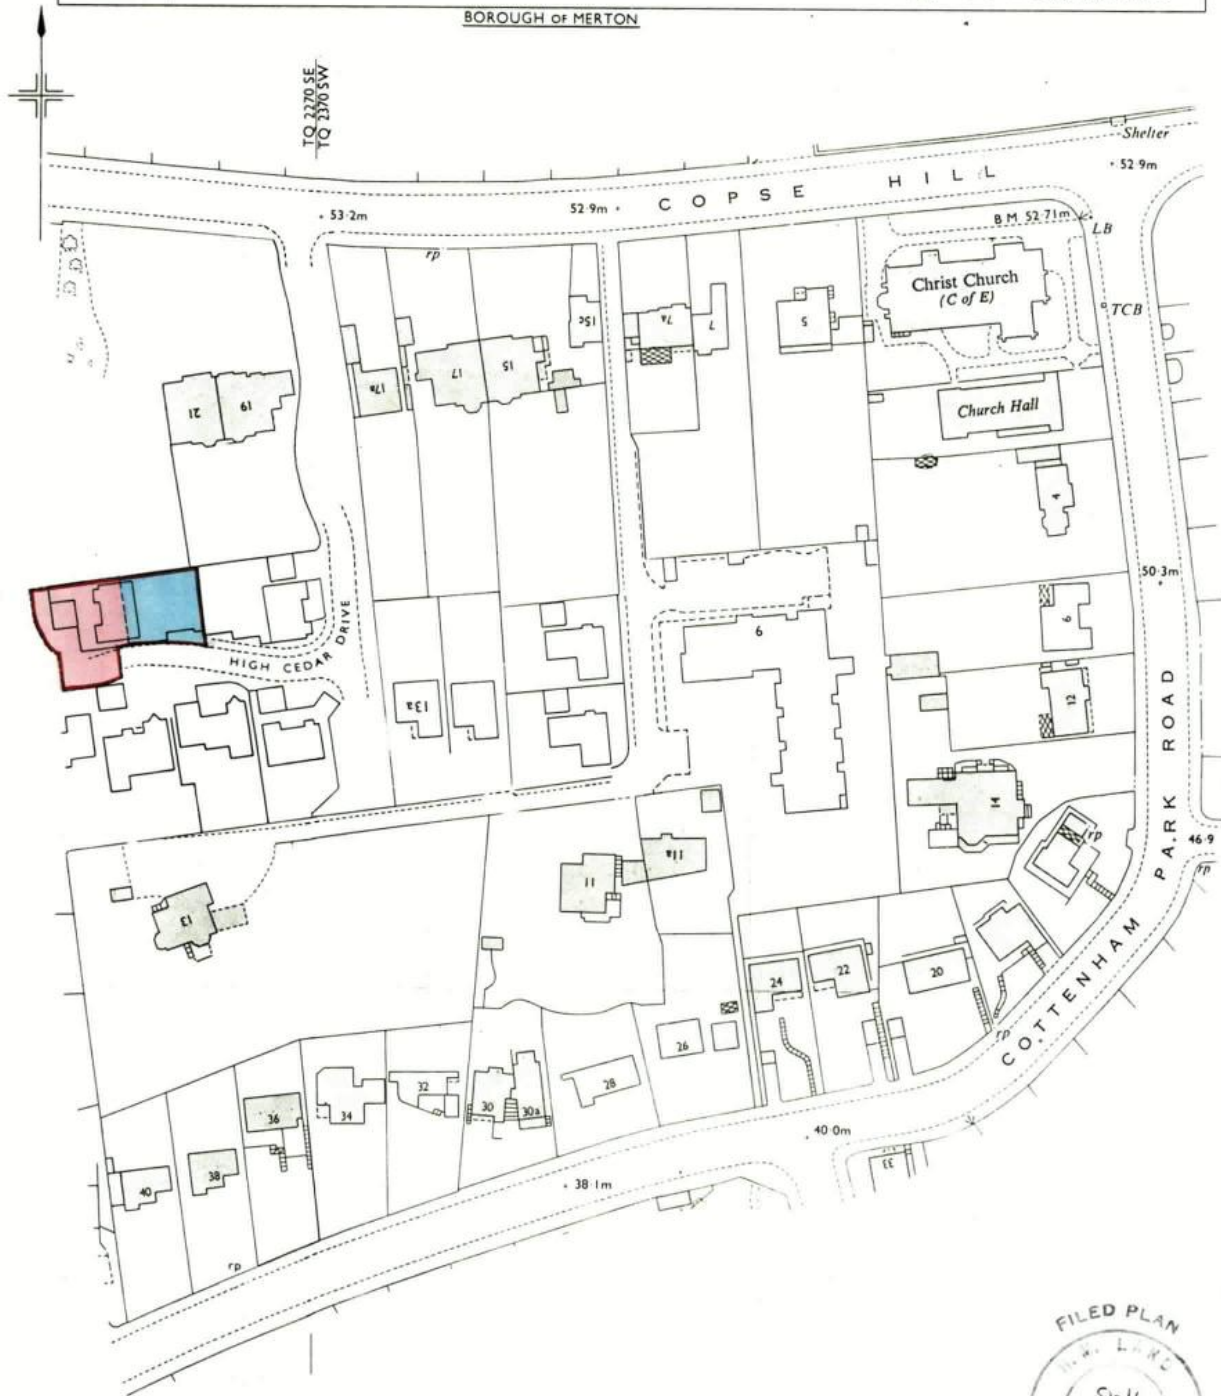 BOROUGH OF MERTON
TQ 2270 SE
TQ 2370 SW
Shelter
52·9m
53·2m
52·9m
COPSE HILL
B M 52·71m
LB
rp
Christ Church
(C of E)
TCB
15c
7a
7
5
17a
17
15
21
19
Church Hall
4
50·3m
HIGH CEDAR DRIVE
6
6
13a
12
PARK ROAD
14
rp
46·9
rp
11a
11
13
COTTENHAM
24
22
20
rp
26
28
32
30
30a
34
36
38
40
40·0m
33
38·1m
rp
FILED PLAN
H.M. LAND